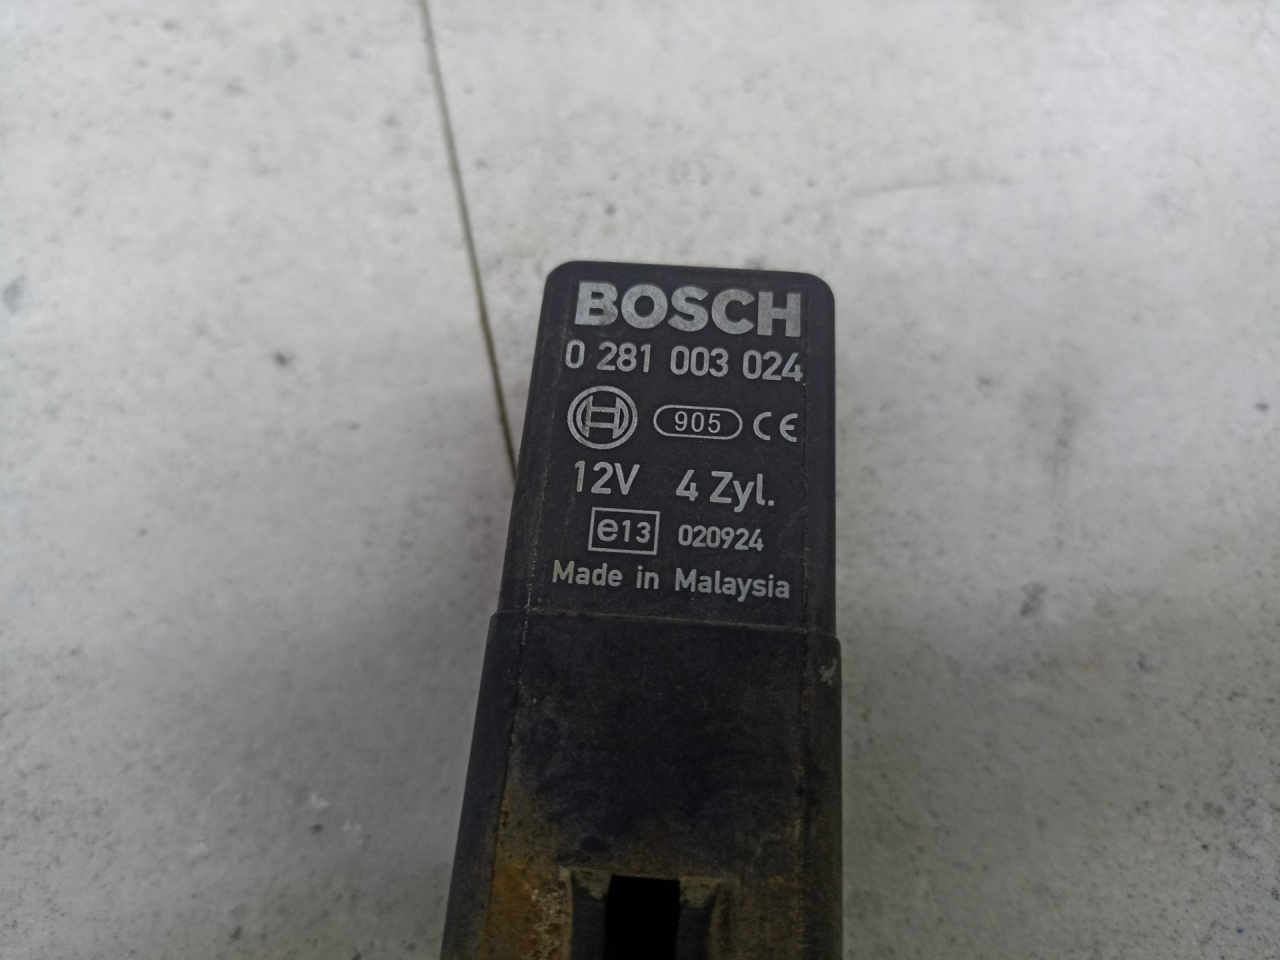 BOSCH
0 281 003 024
905 CE
12V 4 Zyl.
e13 020924
Made in Malaysia